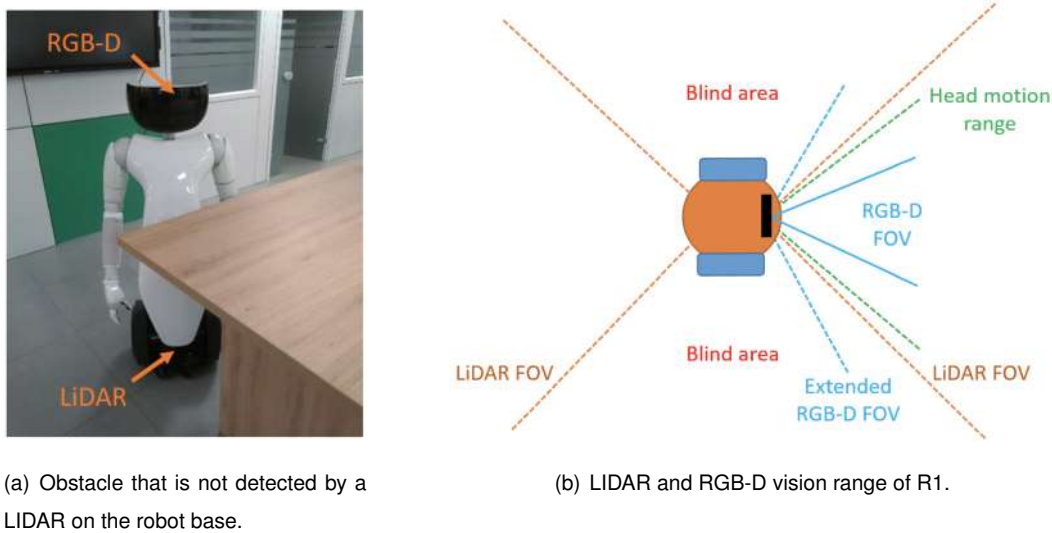 RGB-D
LiDAR
Blind area
Head motion
range
RGB-D
FOV
Blind area
LiDAR FOV
LiDAR FOV
Extended
RGB-D FOV
(a) Obstacle that is not detected by a
LIDAR on the robot base.
(b) LIDAR and RGB-D vision range of R1.